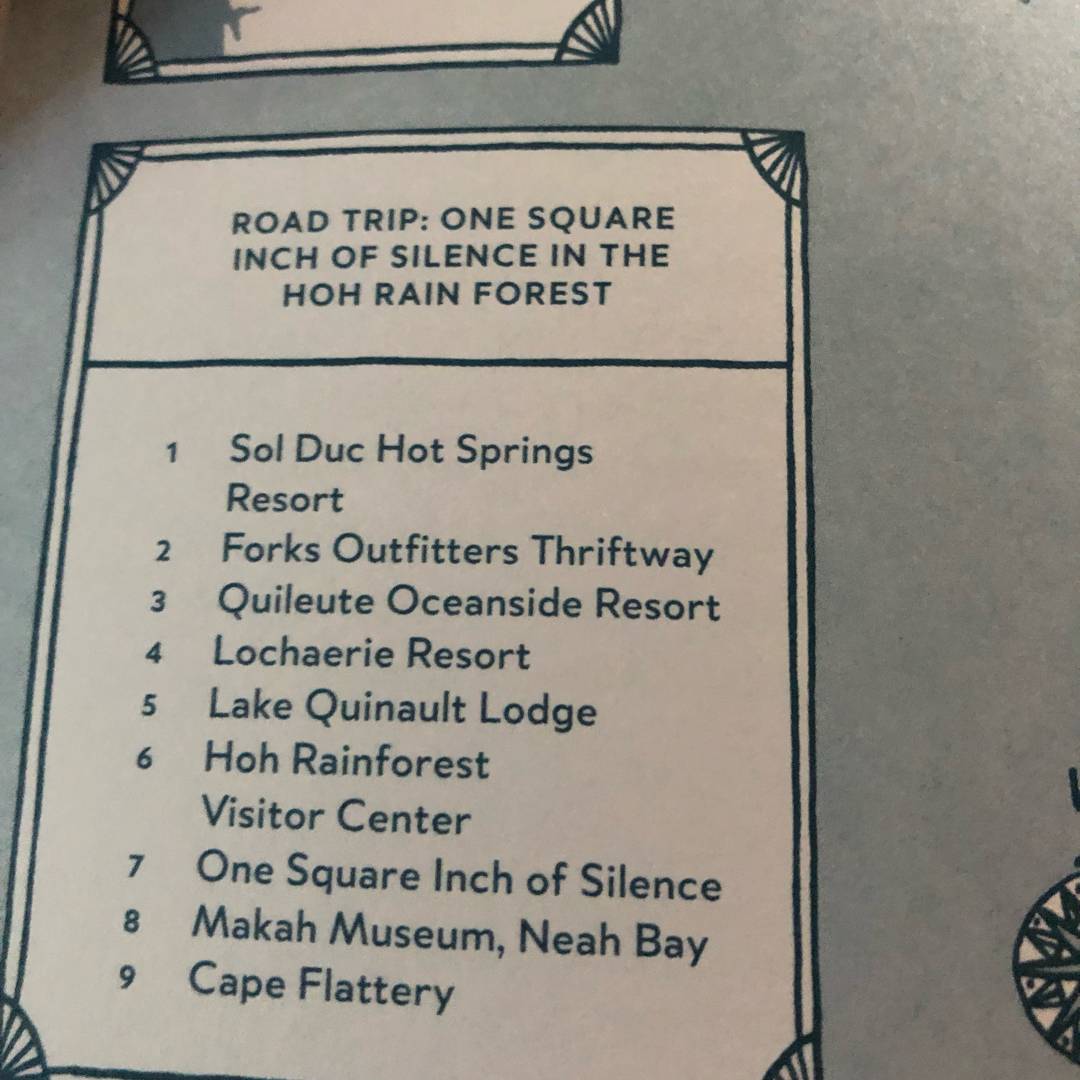 ROAD TRIP: ONE SQUARE
INCH OF SILENCE IN THE
HOH RAIN FOREST
1 Sol Duc Hot Springs
Resort
2 Forks Outfitters Thriftway
3 Quileute Oceanside Resort
4 Lochaerie Resort
5 Lake Quinault Lodge
6 Hoh Rainforest
Visitor Center
7 One Square Inch of Silence
8 Makah Museum, Neah Bay
9 Cape Flattery